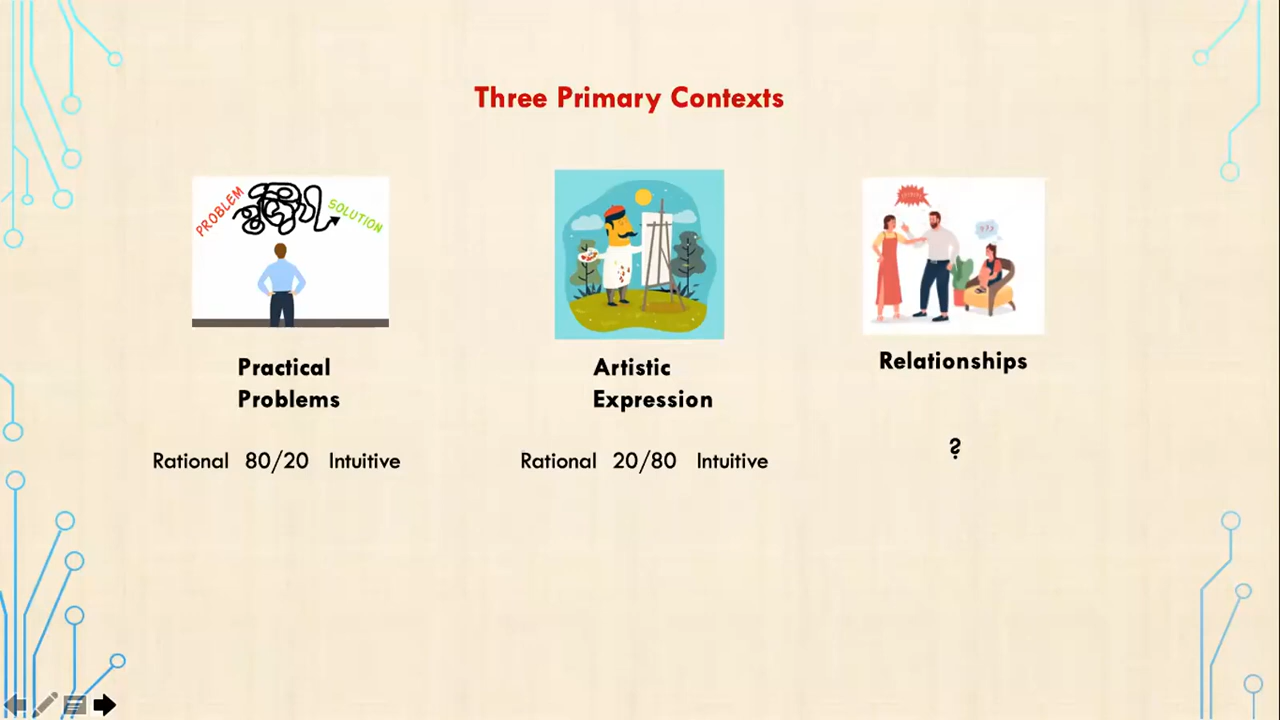 Three Primary Contexts
PROBLEM
SOLUTION
???
Practical
Problems
Artistic
Expression
Relationships
Rational 80/20 Intuitive
Rational 20/80 Intuitive
?